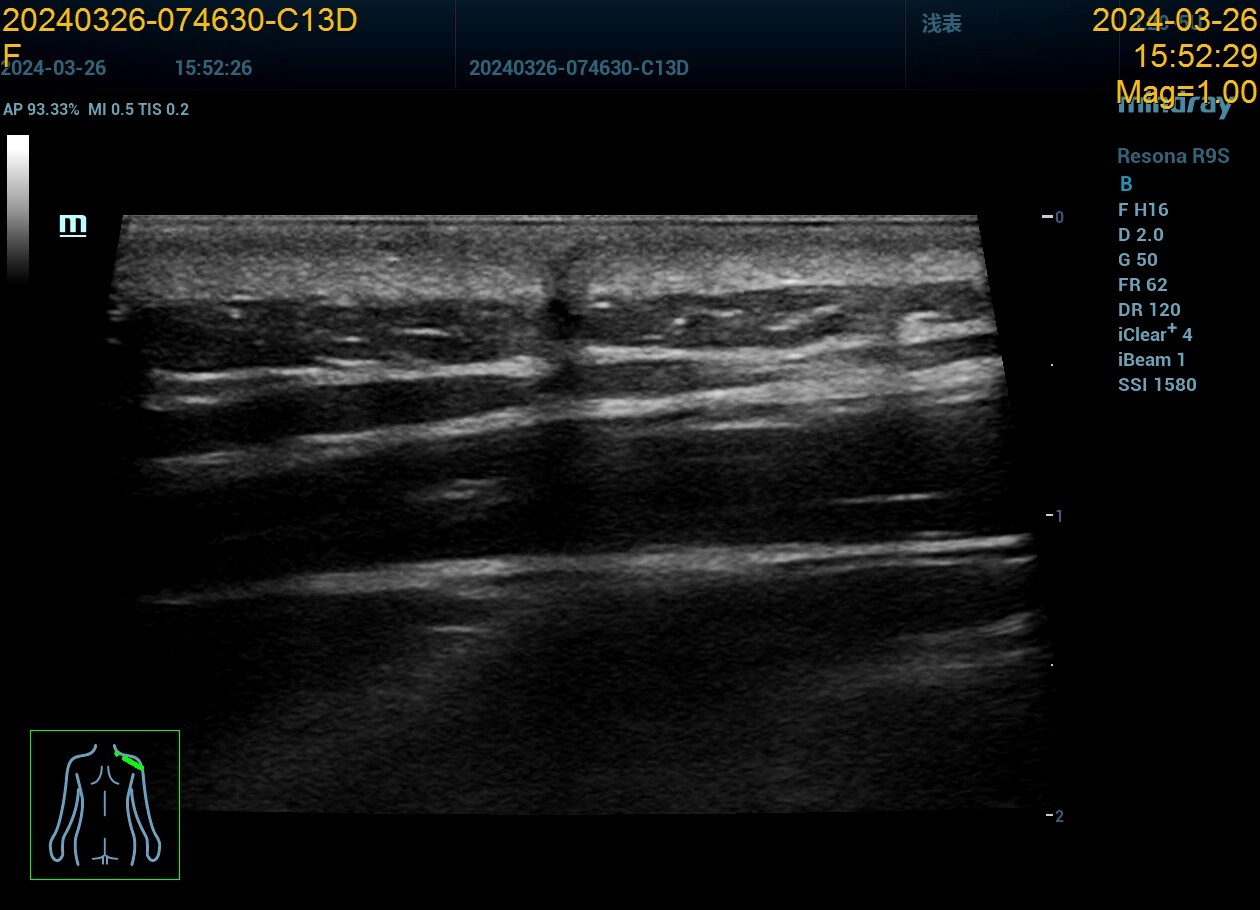 20240326-074630-C13D
F
2024-03-26 15:52:26 20240326-074630-C13D
浅表
2024-03-26
15:52:29
Mag=1.00
AP 93.33% MI 0.5 TIS 0.2
mindray
Resona R9S
m
B
F H16
D 2.0
G 50
FR 62
DR 120
iClear+ 4
iBeam 1
SSI 1580
0
1
2